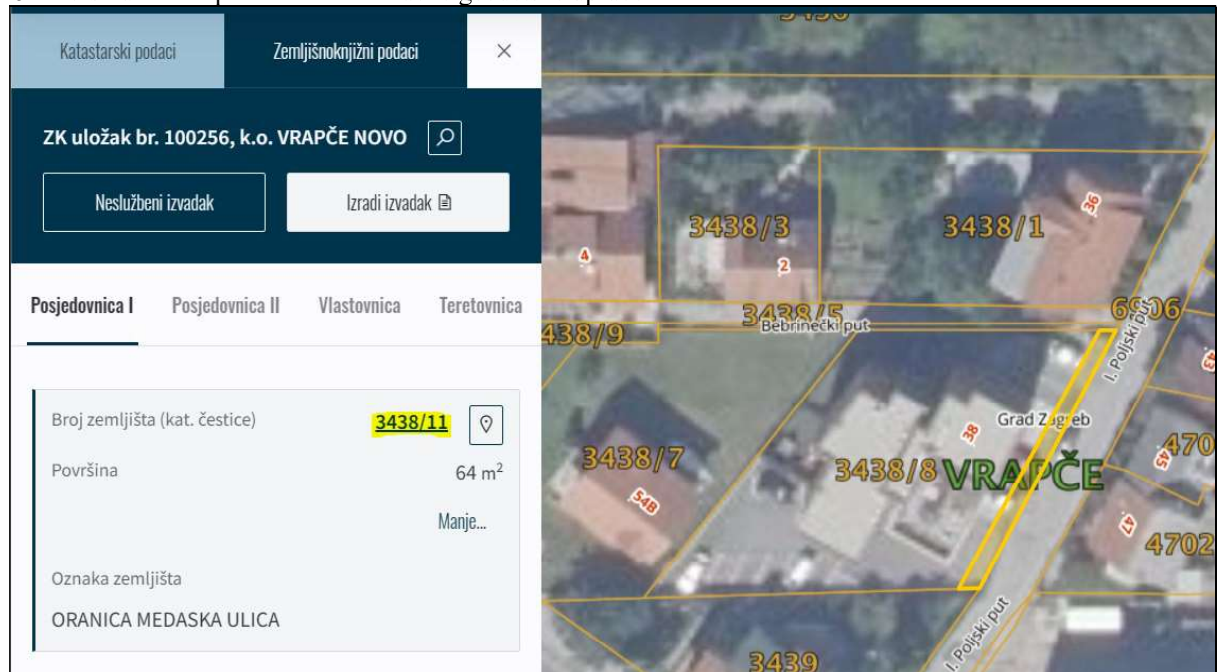 Katastarski podaci
Zemljišnoknjižni podaci
ZK uložak br. 100256, k.o. VRAPČE NOVO
Neslužbeni izvadak
Izradi izvadak
Posjedovnica I
Posjedovnica II
Vlastovnica
Teretovnica
Broj zemljišta (kat. čestice)
3438/11
Površina
64 m²
Manje...
Oznaka zemljišta
ORANICA MEDASKA ULICA
3438/3
3438/1
36
4
2
3438/5
6906
438/9
Bebrinečki put
I. Poljski put
43
Grad Zagreb
38
3438/7
3438/8
VRAPČE
470
45
54B
47
4702
I. Poljski put
3439